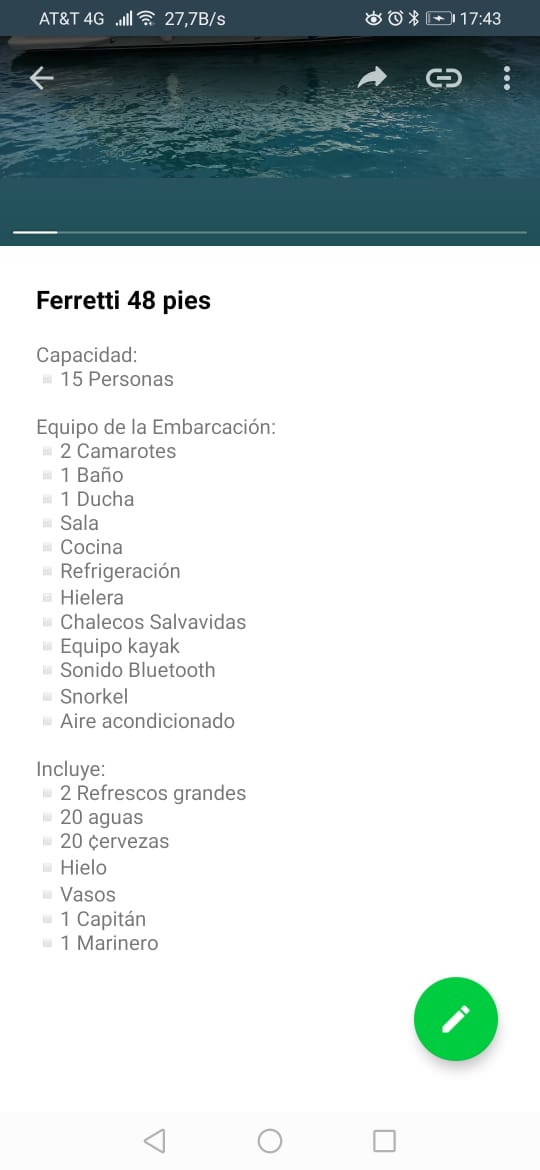 AT&T 4G 27,7B/s 17:43
Ferretti 48 pies
Capacidad:
15 Personas
Equipo de la Embarcación:
2 Camarotes
1 Baño
1 Ducha
Sala
Cocina
Refrigeración
Hielera
Chalecos Salvavidas
Equipo kayak
Sonido Bluetooth
Snorkel
Aire acondicionado
Incluye:
2 Refrescos grandes
20 aguas
20 ¢ervezas
Hielo
Vasos
1 Capitán
1 Marinero